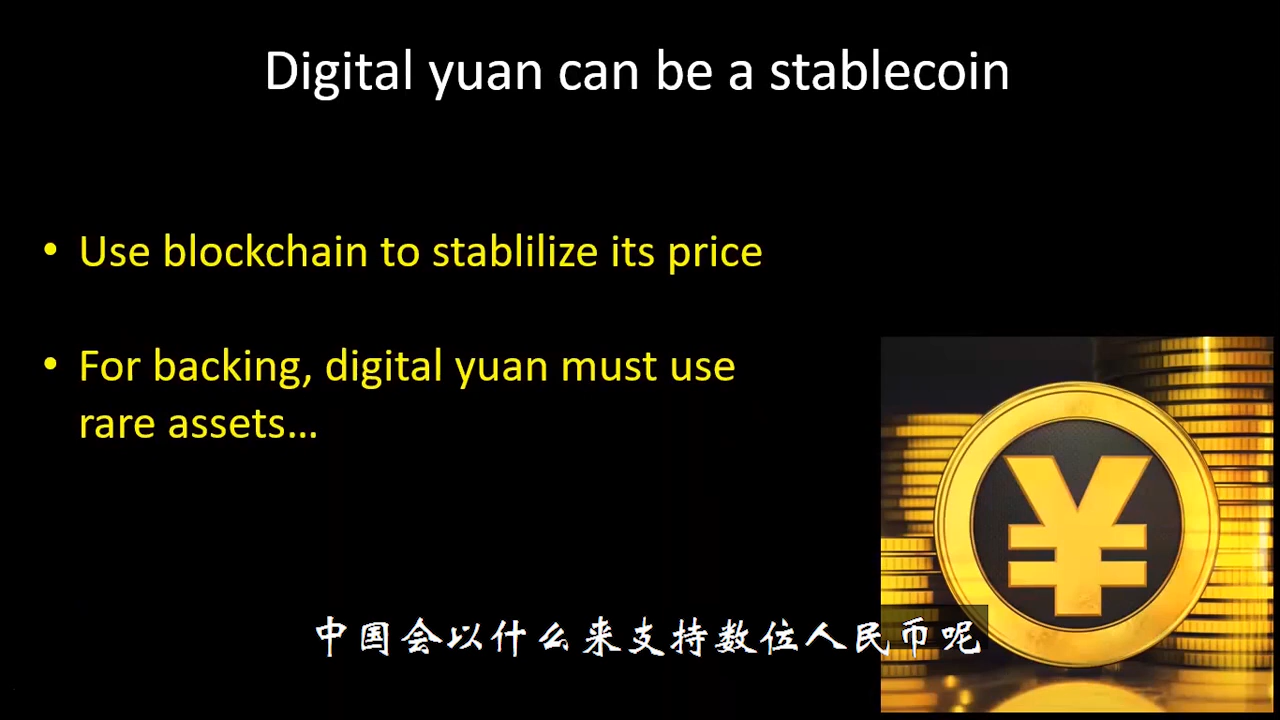 Digital yuan can be a stablecoin
• Use blockchain to stablilize its price
• For backing, digital yuan must use
rare assets...
¥
中国会以什么来支持数位人民币呢